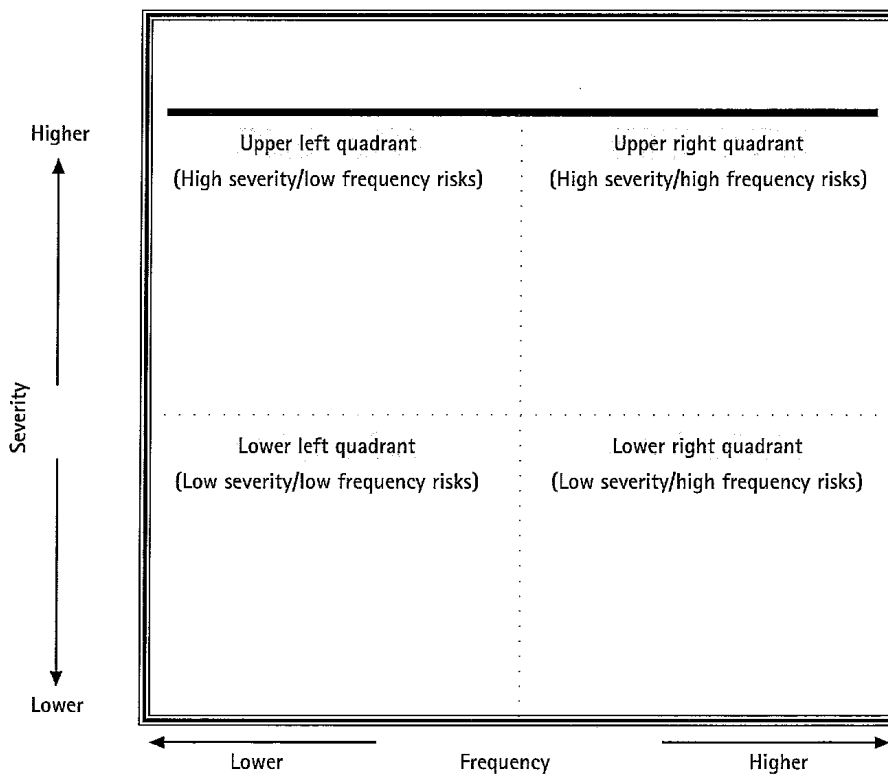 Higher
Upper left quadrant
(High severity/low frequency risks)
Upper right quadrant
(High severity/high frequency risks)
Severity
Lower left quadrant
(Low severity/low frequency risks)
Lower right quadrant
(Low severity/high frequency risks)
Lower
Lower
Frequency
Higher